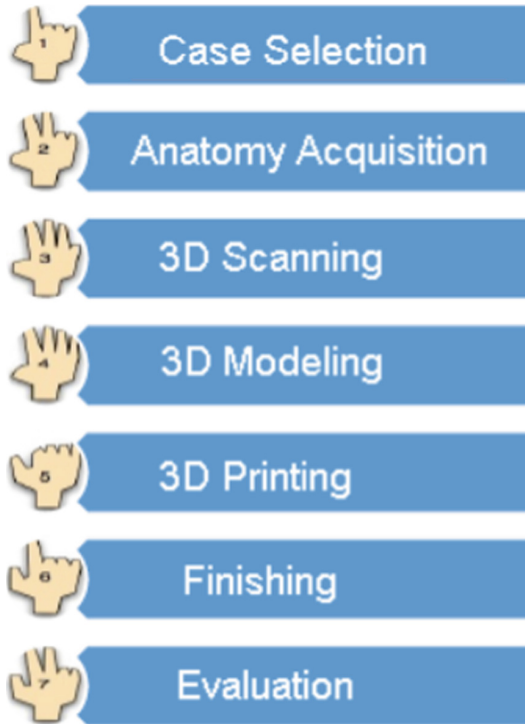 1 Case Selection
2 Anatomy Acquisition
3 3D Scanning
4 3D Modeling
5 3D Printing
6 Finishing
7 Evaluation